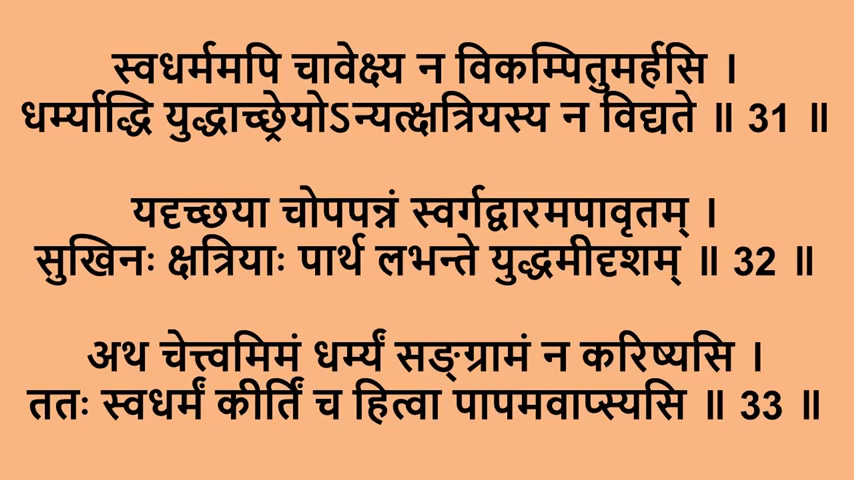 स्वधर्ममपि चावेक्ष्य न विकम्पितुमर्हसि ।
धर्म्याद्धि युद्धाच्छ्रेयोऽन्यत्क्षत्रियस्य न विद्यते ॥ 31 ॥
यदृच्छया चोपपन्नं स्वर्गद्वारमपावृतम् ।
सुखिनः क्षत्रियाः पार्थ लभन्ते युद्धमीदृशम् ॥ 32 ॥
अथ चेत्त्वमिमं धर्म्यं सङ्ग्रामं न करिष्यसि ।
ततः स्वधर्मं कीर्तिं च हित्वा पापमवाप्स्यसि ॥ 33 ॥